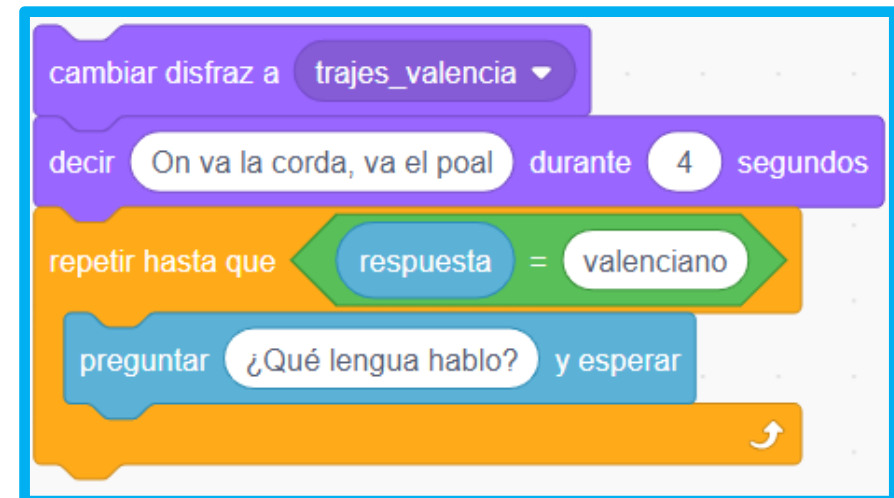 cambiar disfraz a trajes_valencia
decir On va la corda, va el poal durante 4 segundos
repetir hasta que respuesta = valenciano
preguntar ¿Qué lengua hablo? y esperar